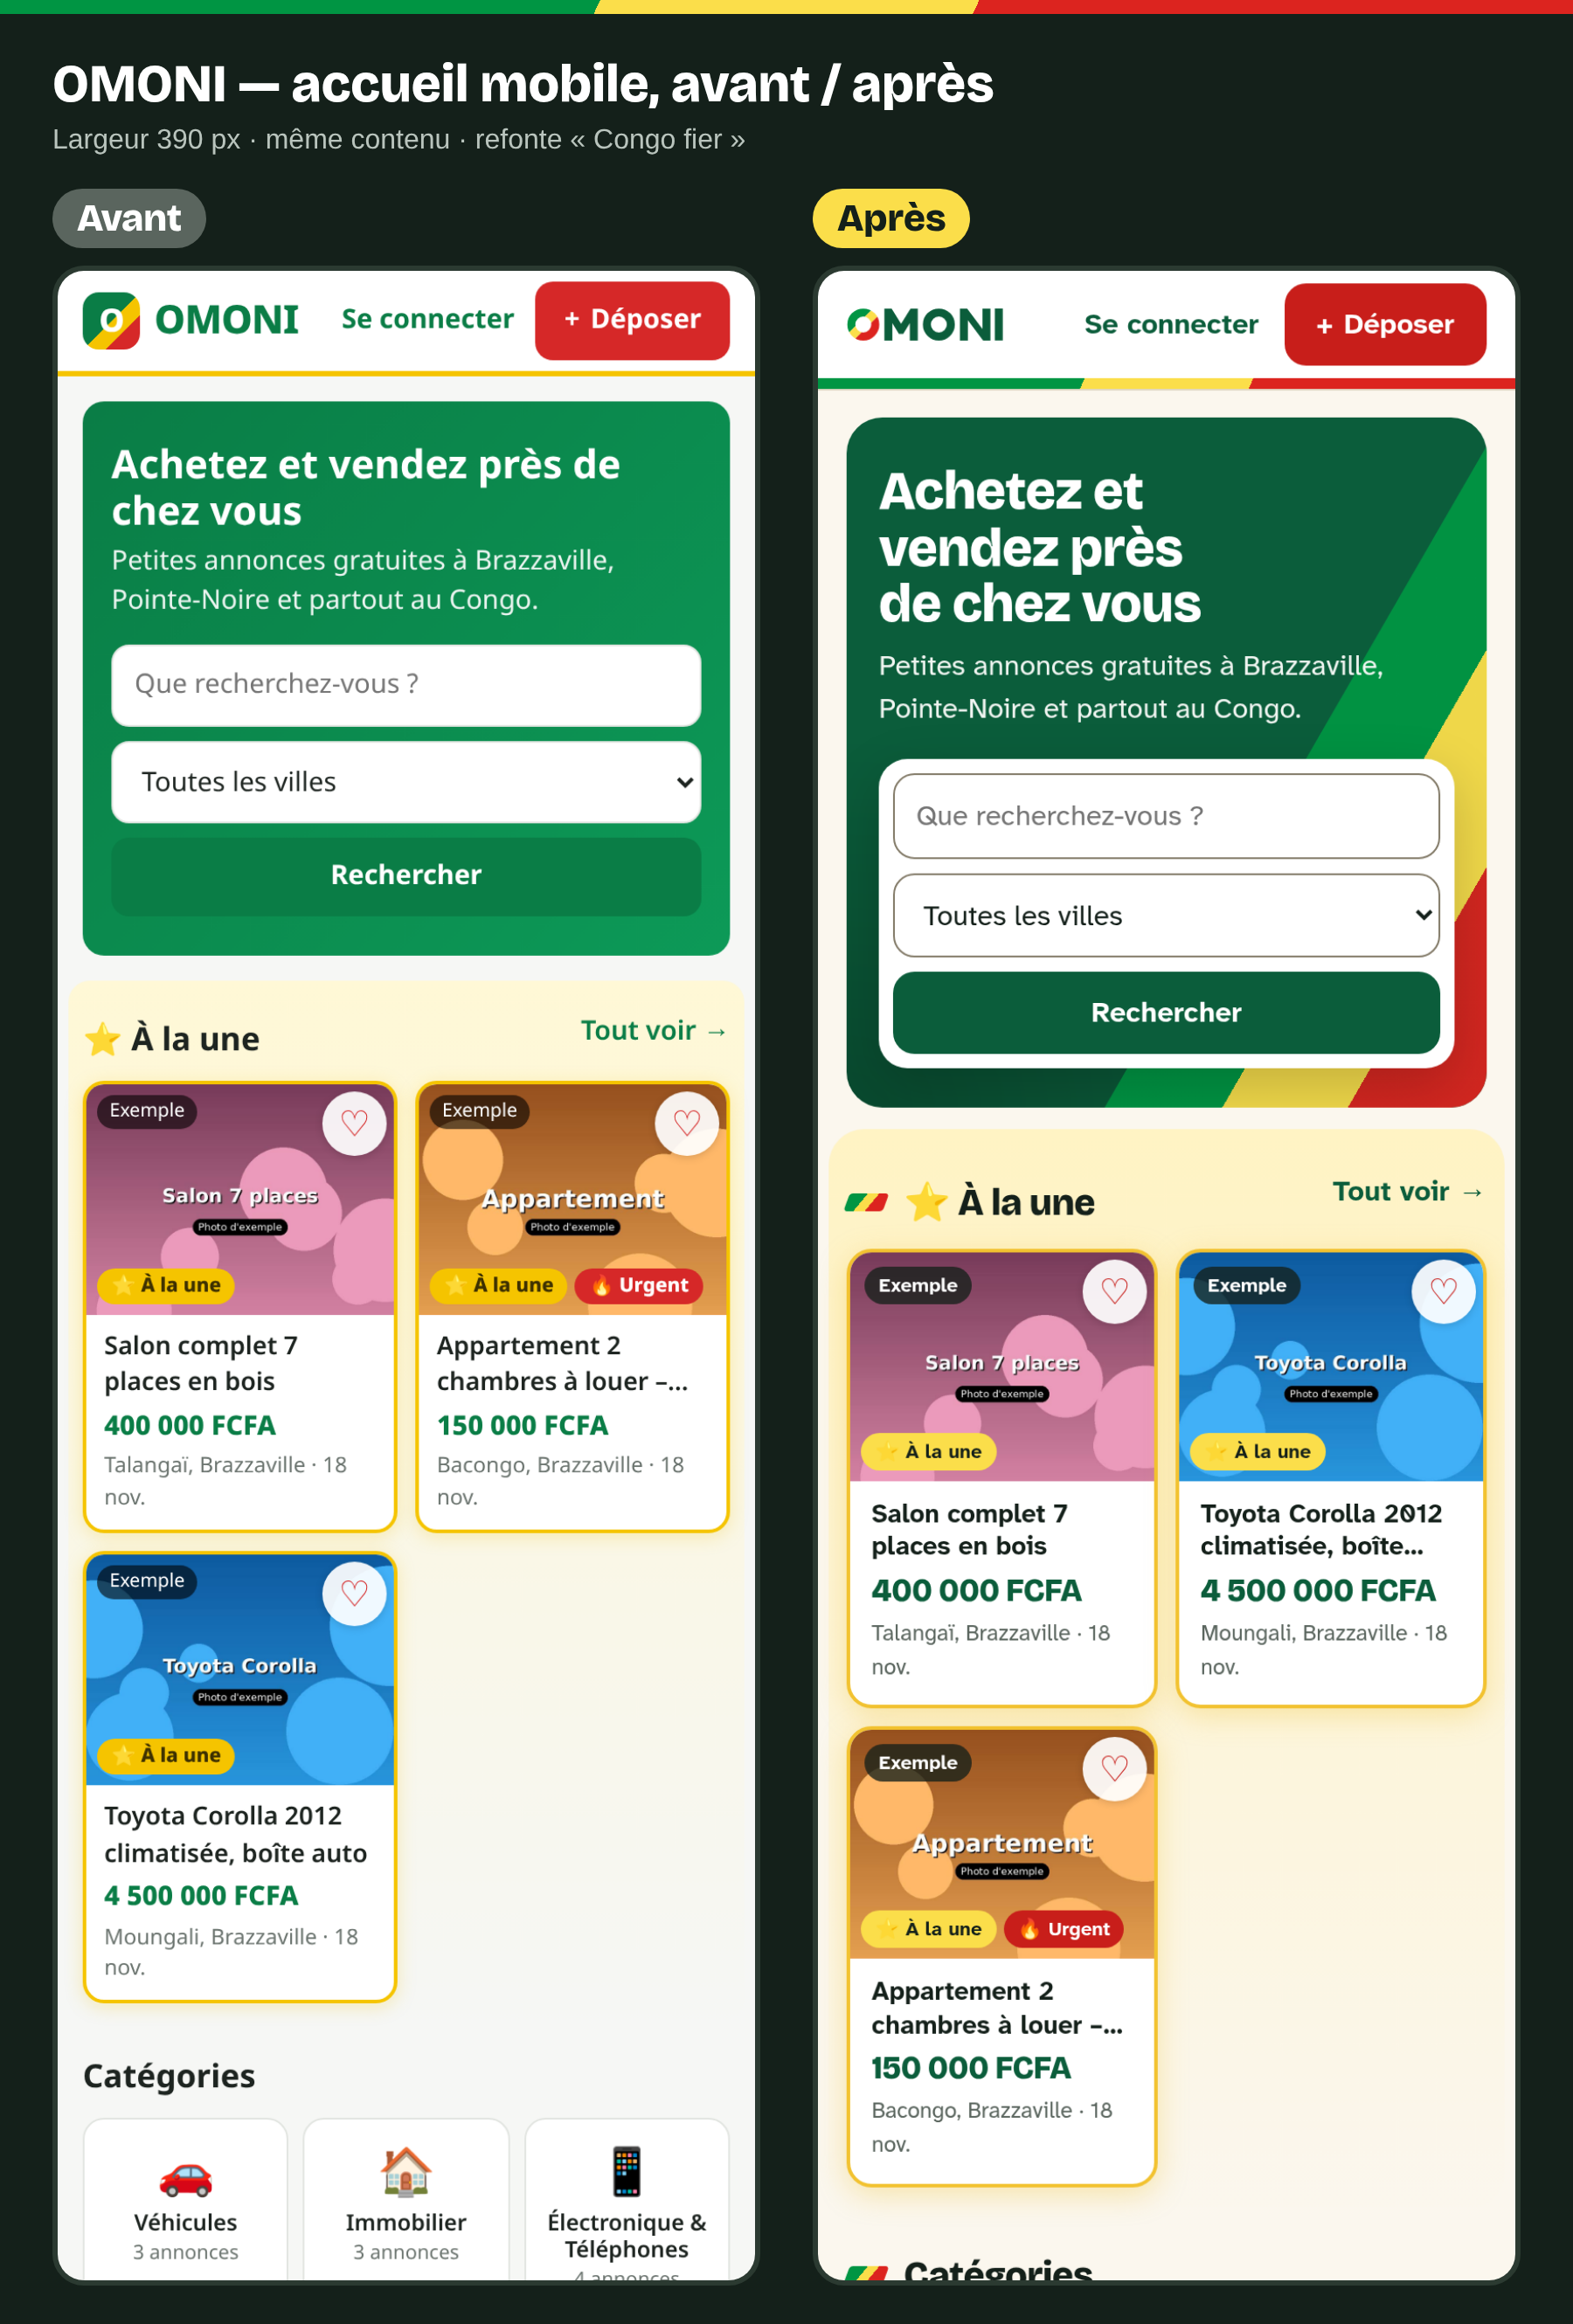 OMONI — accueil mobile, avant / après
Largeur 390 px · même contenu · refonte « Congo fier »
Avant
O OMONI
Se connecter
+ Déposer
Achetez et vendez près de
chez vous
Petites annonces gratuites à Brazzaville,
Pointe-Noire et partout au Congo.
Que recherchez-vous ?
Toutes les villes
Rechercher
⭐ À la une
Tout voir →
Exemple
Salon 7 places
Photo d'exemple
⭐ À la une
Salon complet 7
places en bois
400 000 FCFA
Talangaï, Brazzaville · 18
nov.
Exemple
Appartement
Photo d'exemple
⭐ À la une
🔥 Urgent
Appartement 2
chambres à louer –...
150 000 FCFA
Bacongo, Brazzaville · 18
nov.
Exemple
Toyota Corolla
Photo d'exemple
⭐ À la une
Toyota Corolla 2012
climatisée, boîte auto
4 500 000 FCFA
Moungali, Brazzaville · 18
nov.
Catégories
Véhicules
3 annonces
Immobilier
3 annonces
Électronique &
Téléphones
4 annonces
Après
OMONI
Se connecter
+ Déposer
Achetez et
vendez près
de chez vous
Petites annonces gratuites à Brazzaville,
Pointe-Noire et partout au Congo.
Que recherchez-vous ?
Toutes les villes
Rechercher
⭐ À la une
Tout voir →
Exemple
Salon 7 places
Photo d'exemple
⭐ À la une
Salon complet 7
places en bois
400 000 FCFA
Talangaï, Brazzaville · 18
nov.
Exemple
Toyota Corolla
Photo d'exemple
⭐ À la une
Toyota Corolla 2012
climatisée, boîte...
4 500 000 FCFA
Moungali, Brazzaville · 18
nov.
Exemple
Appartement
Photo d'exemple
⭐ À la une
🔥 Urgent
Appartement 2
chambres à louer –...
150 000 FCFA
Bacongo, Brazzaville · 18
nov.
Catégories